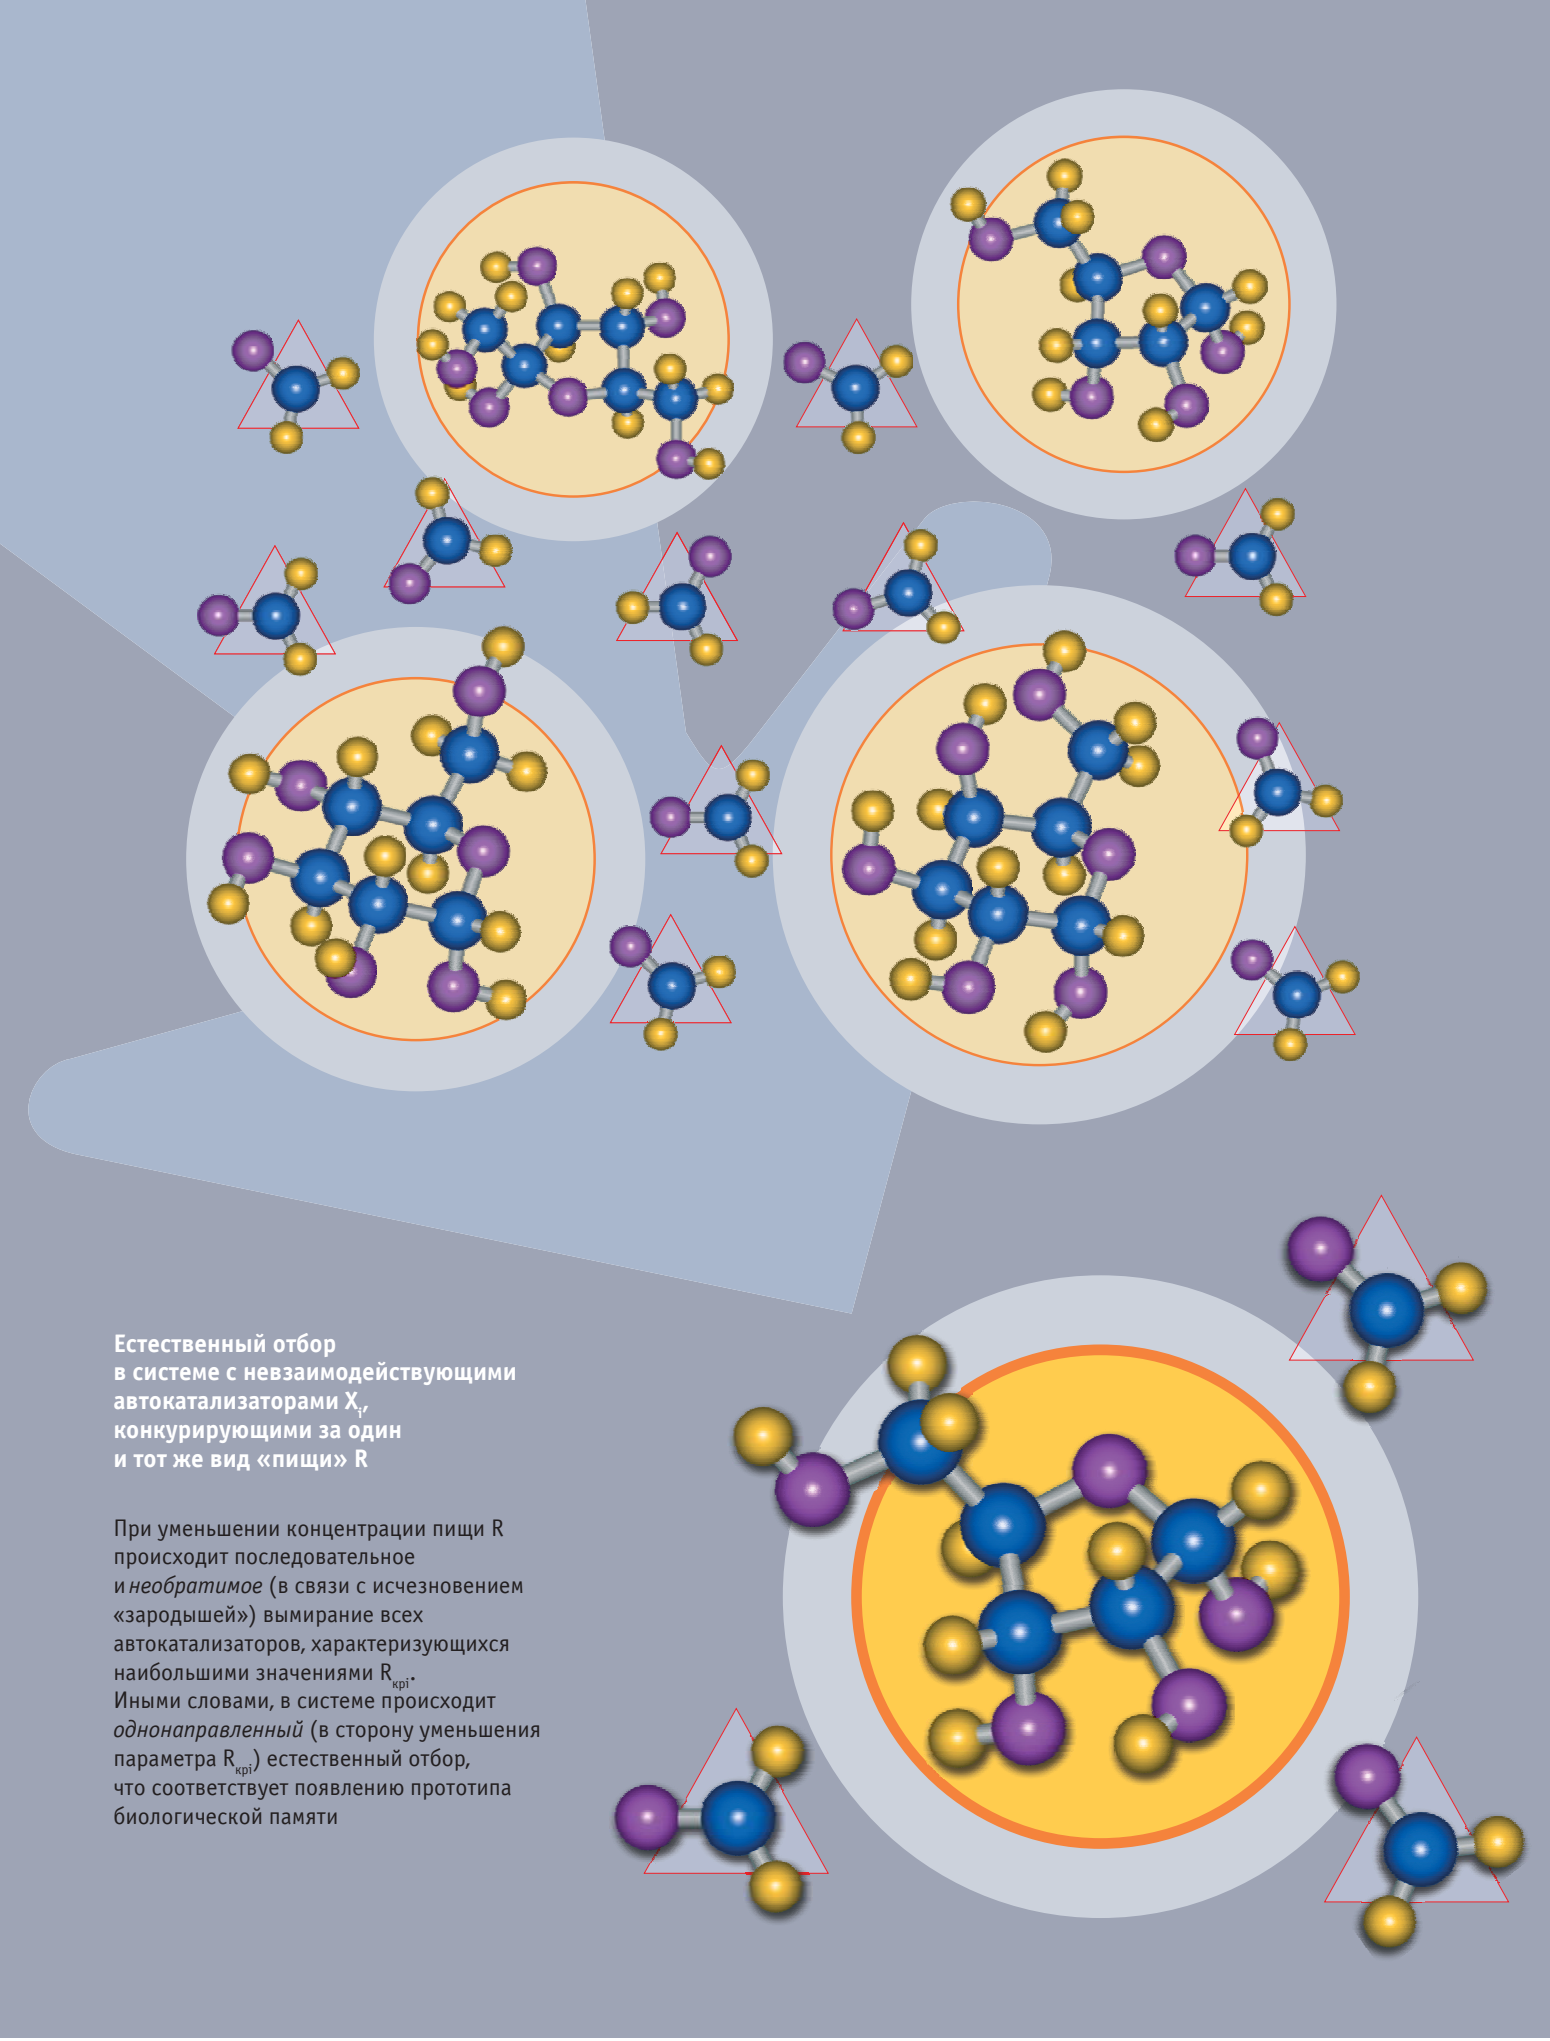 Естественный отбор
в системе с невзаимодействующими
автокатализаторами Xi,
конкурирующими за один
и тот же вид «пищи» R
При уменьшении концентрации пищи R
происходит последовательное
и необратимое (в связи с исчезновением
«зародышей») вымирание всех
автокатализаторов, характеризующихся
наибольшими значениями Rкрi.
Иными словами, в системе происходит
однонаправленный (в сторону уменьшения
параметра Rкрi) естественный отбор,
что соответствует появлению прототипа
биологической памяти